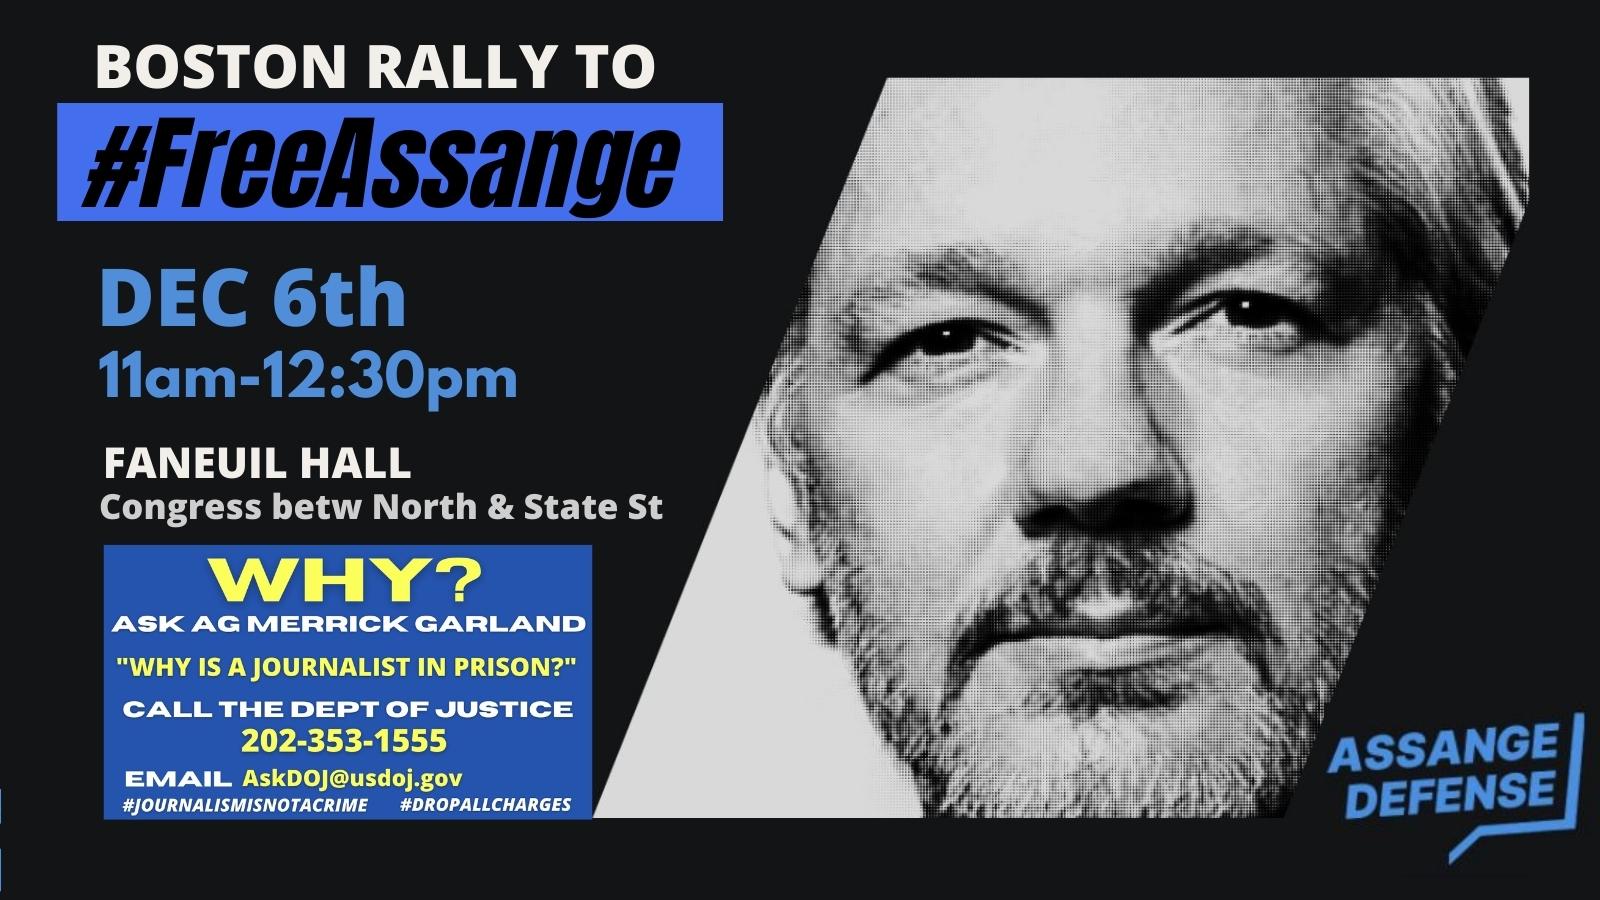 BOSTON RALLY TO
#FreeAssange
DEC 6th
11am-12:30pm
FANEUIL HALL
Congress betw North & State St
WHY?
ASK AG MERRICK GARLAND
"WHY IS A JOURNALIST IN PRISON?"
CALL THE DEPT OF JUSTICE
202-353-1555
EMAIL AskDOJ@usdoj.gov
#JOURNALISMISNOTACRIME #DROPALLCHARGES
ASSANGE
DEFENSE